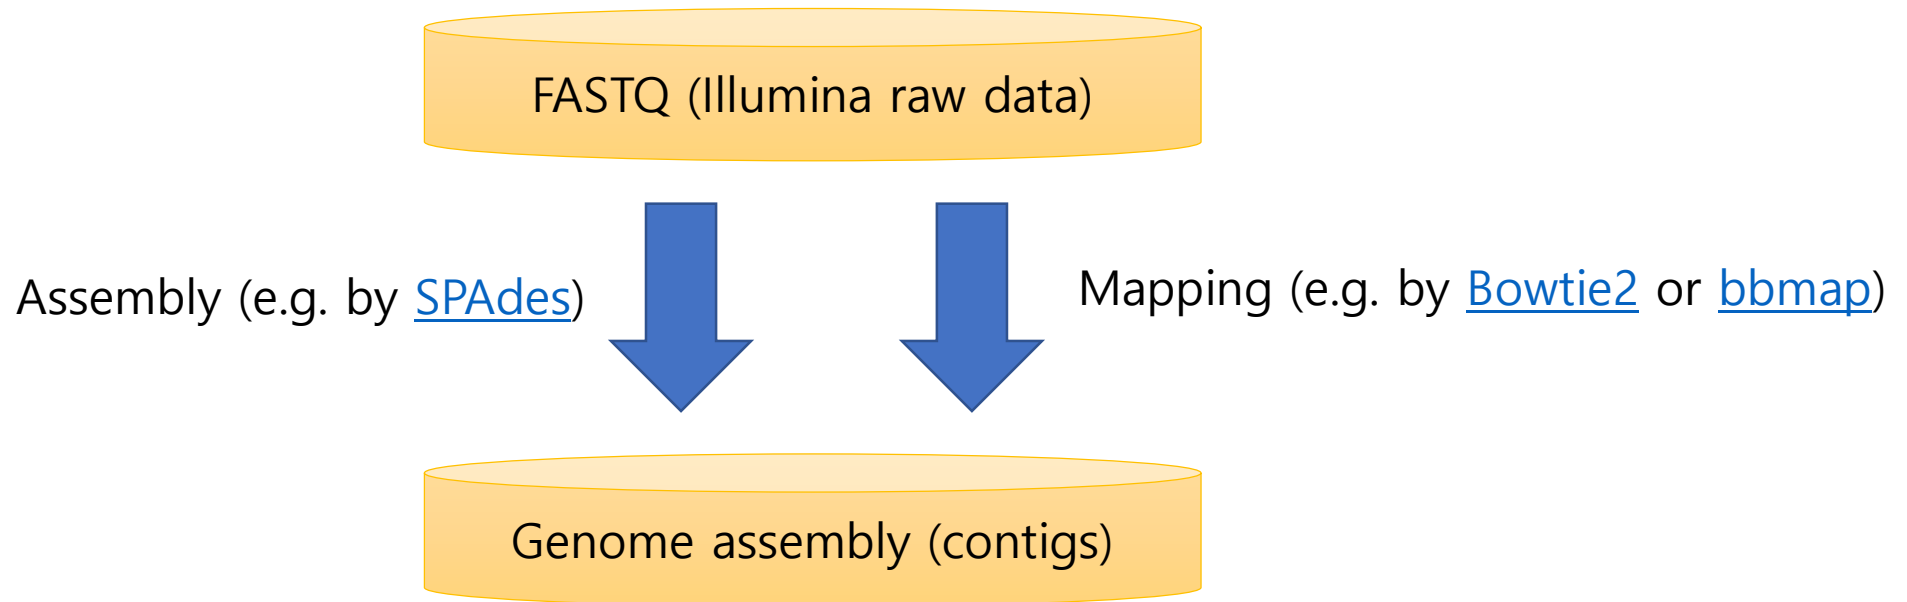 FASTQ (Illumina raw data)
Assembly (e.g. by SPAdes)
Mapping (e.g. by Bowtie2 or bbmap)
Genome assembly (contigs)